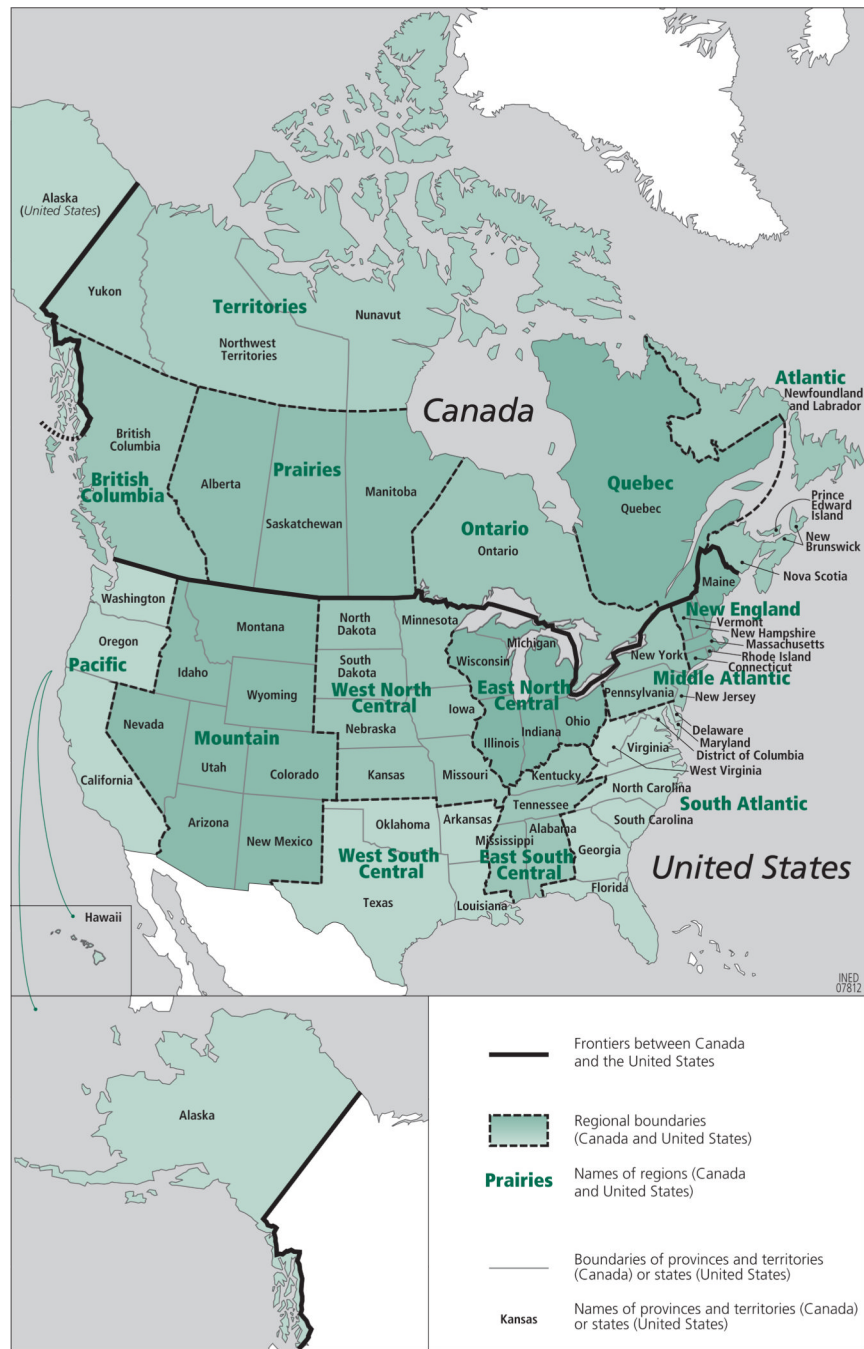 Alaska
(United States)
Yukon
Territories
Nunavut
Northwest
Territories
Canada
Atlantic
Newfoundland
and Labrador
British
Columbia
British
Columbia
Alberta
Prairies
Saskatchewan
Manitoba
Ontario
Ontario
Quebec
Quebec
Prince
Edward
Island
New
Brunswick
Nova Scotia
Maine
Washington
Oregon
Pacific
Montana
Idaho
Wyoming
Nevada
Mountain
Utah
Colorado
California
Arizona
New Mexico
North
Dakota
Minnesota
South
Dakota
West North
Central
Nebraska
Iowa
Kansas
Missouri
Wisconsin
Michigan
East North
Central
Illinois
Indiana
Ohio
New England
Vermont
New Hampshire
Massachusetts
Rhode Island
Connecticut
New York
Middle Atlantic
Pennsylvania
New Jersey
Delaware
Maryland
District of Columbia
Virginia
West Virginia
Kentucky
North Carolina
Tennessee
South Atlantic
South Carolina
Oklahoma
Arkansas
West South
Central
Texas
Louisiana
Mississippi
Alabama
East South
Central
Georgia
Florida
United States
Hawaii
INED
07812
Alaska
Frontiers between Canada
and the United States
Regional boundaries
(Canada and United States)
Prairies
Names of regions (Canada
and United States)
Boundaries of provinces and territories
(Canada) or states (United States)
Kansas
Names of provinces and territories (Canada)
or states (United States)